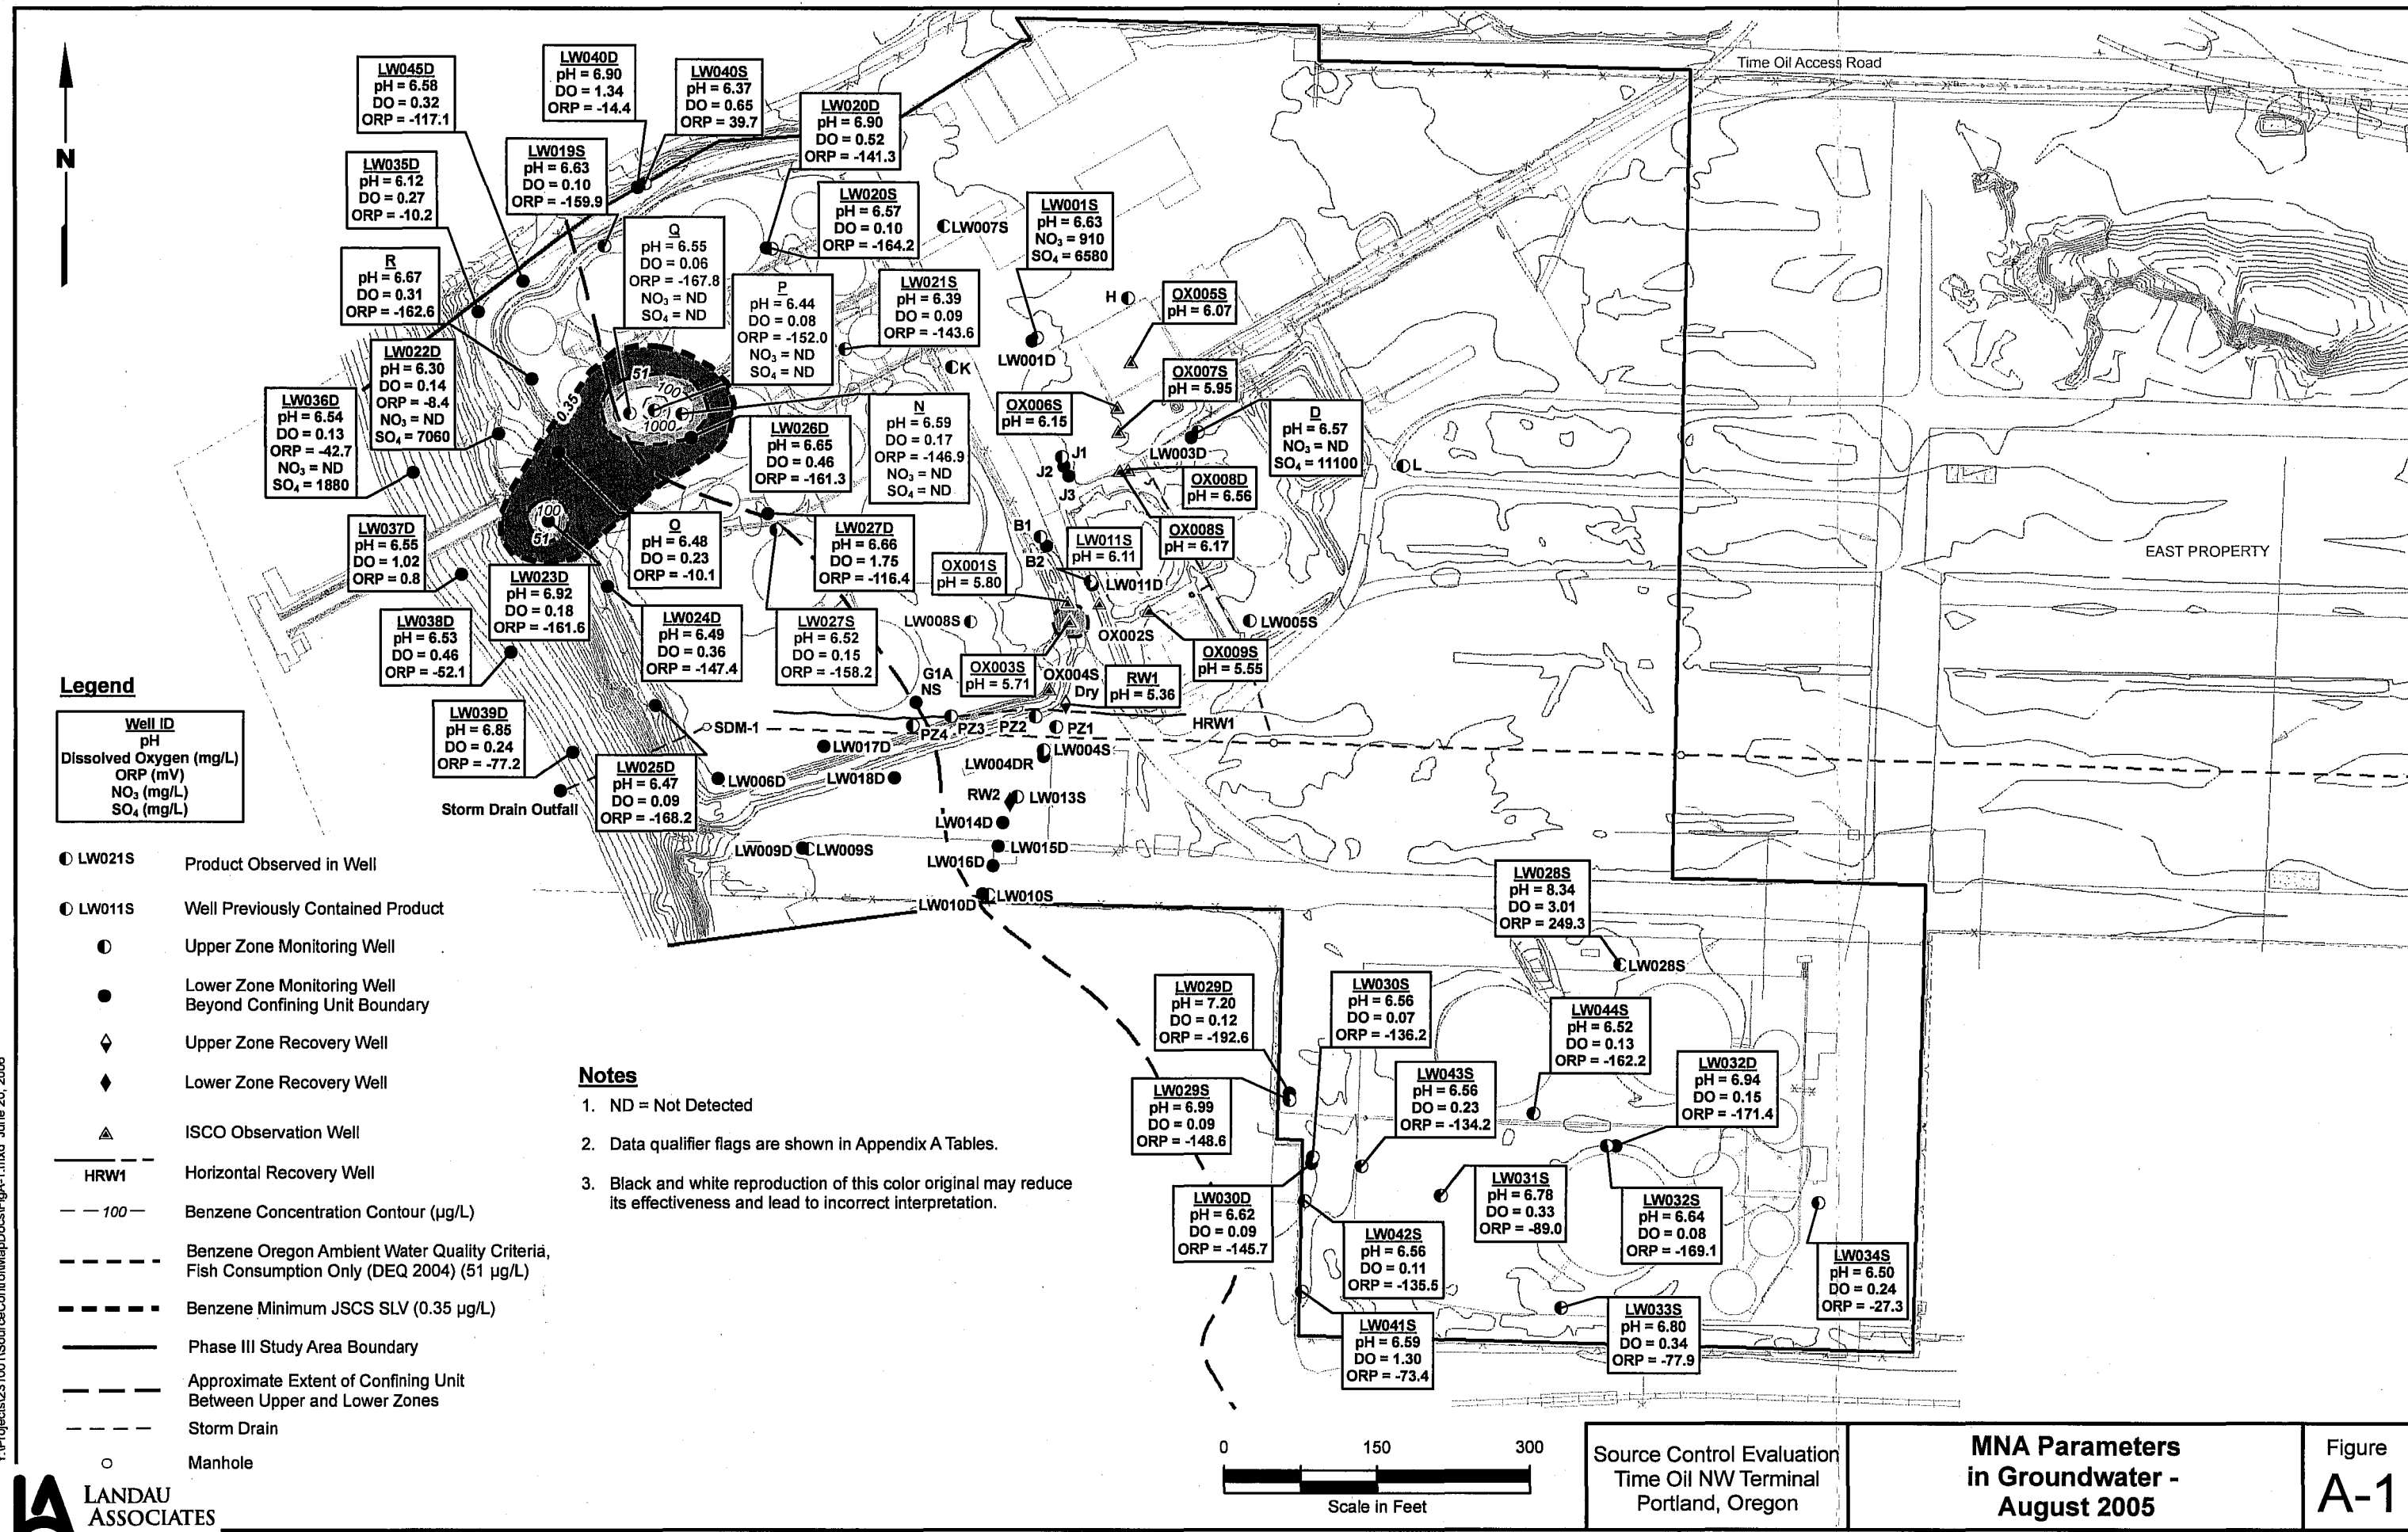 Time Oil Access Road
N
LW045D
pH = 6.58
DO = 0.32
ORP = -117.1
LW040D
pH = 6.90
DO = 1.34
ORP = -14.4
LW040S
pH = 6.37
DO = 0.65
ORP = 39.7
LW020D
pH = 6.90
DO = 0.52
ORP = -141.3
LW035D
pH = 6.12
DO = 0.27
ORP = -10.2
LW019S
pH = 6.63
DO = 0.10
ORP = -159.9
LW020S
pH = 6.57
DO = 0.10
ORP = -164.2
LW007S
LW001S
pH = 6.63
NO₃ = 910
SO₄ = 6580
R
pH = 6.67
DO = 0.31
ORP = -162.6
Q
pH = 6.55
DO = 0.06
ORP = -167.8
NO₃ = ND
SO₄ = ND
P
pH = 6.44
DO = 0.08
ORP = -152.0
NO₃ = ND
SO₄ = ND
LW021S
pH = 6.39
DO = 0.09
ORP = -143.6
H
OX005S
pH = 6.07
LW001D
K
LW022D
pH = 6.30
DO = 0.14
ORP = -8.4
NO₃ = ND
SO₄ = 7060
LW036D
pH = 6.54
DO = 0.13
ORP = -42.7
NO₃ = ND
SO₄ = 1880
0.35
51
100
1000
OX007S
pH = 5.95
OX006S
pH = 6.15
N
pH = 6.59
DO = 0.17
ORP = -146.9
NO₃ = ND
SO₄ = ND
D
pH = 6.57
NO₃ = ND
SO₄ = 11100
LW026D
pH = 6.65
DO = 0.46
ORP = -161.3
LW003D
J1
J2
J3
L
OX008D
pH = 6.56
100
51
LW037D
pH = 6.55
DO = 1.02
ORP = 0.8
O
pH = 6.48
DO = 0.23
ORP = -10.1
LW027D
pH = 6.66
DO = 1.75
ORP = -116.4
B1
B2
LW011S
pH = 6.11
OX008S
pH = 6.17
EAST PROPERTY
OX001S
pH = 5.80
LW011D
LW023D
pH = 6.92
DO = 0.18
ORP = -161.6
LW038D
pH = 6.53
DO = 0.46
ORP = -52.1
LW024D
pH = 6.49
DO = 0.36
ORP = -147.4
LW027S
pH = 6.52
DO = 0.15
ORP = -158.2
LW008S
OX002S
LW005S
OX009S
pH = 5.55
OX003S
pH = 5.71
OX004S
Dry
RW1
pH = 5.36
G1A
NS
LW039D
pH = 6.85
DO = 0.24
ORP = -77.2
SDM-1
PZ4
PZ3
PZ2
PZ1
HRW1
LW017D
LW004S
LW004DR
LW025D
pH = 6.47
DO = 0.09
ORP = -168.2
LW006D
LW018D
Storm Drain Outfall
RW2
LW013S
LW014D
LW009D
LW009S
LW015D
LW016D
LW010D
LW010S
LW028S
pH = 8.34
DO = 3.01
ORP = 249.3
LW028S
LW029D
pH = 7.20
DO = 0.12
ORP = -192.6
LW030S
pH = 6.56
DO = 0.07
ORP = -136.2
LW044S
pH = 6.52
DO = 0.13
ORP = -162.2
LW043S
pH = 6.56
DO = 0.23
ORP = -134.2
LW032D
pH = 6.94
DO = 0.15
ORP = -171.4
LW029S
pH = 6.99
DO = 0.09
ORP = -148.6
LW030D
pH = 6.62
DO = 0.09
ORP = -145.7
LW031S
pH = 6.78
DO = 0.33
ORP = -89.0
LW032S
pH = 6.64
DO = 0.08
ORP = -169.1
LW042S
pH = 6.56
DO = 0.11
ORP = -135.5
LW034S
pH = 6.50
DO = 0.24
ORP = -27.3
LW041S
pH = 6.59
DO = 1.30
ORP = -73.4
LW033S
pH = 6.80
DO = 0.34
ORP = -77.9
Legend
Well ID
pH
Dissolved Oxygen (mg/L)
ORP (mV)
NO₃ (mg/L)
SO₄ (mg/L)
LW021S Product Observed in Well
LW011S Well Previously Contained Product
Upper Zone Monitoring Well
Lower Zone Monitoring Well
Beyond Confining Unit Boundary
Upper Zone Recovery Well
Lower Zone Recovery Well
ISCO Observation Well
HRW1 Horizontal Recovery Well
100 Benzene Concentration Contour (µg/L)
Benzene Oregon Ambient Water Quality Criteria,
Fish Consumption Only (DEQ 2004) (51 µg/L)
Benzene Minimum JSCS SLV (0.35 µg/L)
Phase III Study Area Boundary
Approximate Extent of Confining Unit
Between Upper and Lower Zones
Storm Drain
Manhole
Notes
1. ND = Not Detected
2. Data qualifier flags are shown in Appendix A Tables.
3. Black and white reproduction of this color original may reduce
its effectiveness and lead to incorrect interpretation.
0 150 300
Scale in Feet
LANDAU
ASSOCIATES
Source Control Evaluation
Time Oil NW Terminal
Portland, Oregon
MNA Parameters
in Groundwater -
August 2005
Figure
A-1